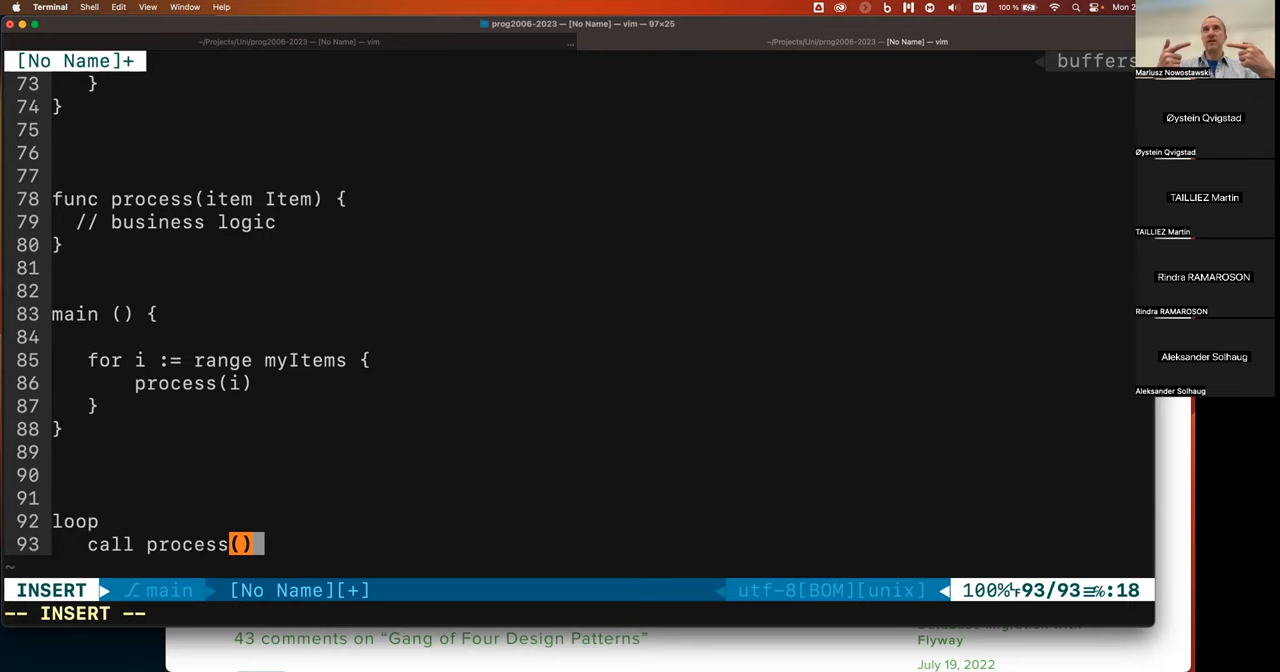 Terminal Shell Edit View Window Help
100 % Mon 2
prog2006-2023 — [No Name] — vim — 97×25
~/Projects/Uni/prog2006-2023 — [No Name] — vim ... ~/Projects/Uni/prog2006-2023 — [No Name] — vim
[No Name]+ buffers
73 }
74 }
75
76
77
78 func process(item Item) {
79 // business logic
80 }
81
82
83 main () {
84
85 for i := range myItems {
86 process(i)
87 }
88 }
89
90
91
92 loop
93 call process()
~
INSERT main [No Name][+] utf-8[BOM][unix] 100% 93/93 :18
-- INSERT --
43 comments on “Gang of Four Design Patterns”
Flyway
July 19, 2022
Mariusz Nowostawski
Øystein Qvigstad
Øystein Qvigstad
TAILLIEZ Martin
TAILLIEZ Martin
Rindra RAMAROSON
Rindra RAMAROSON
Aleksander Solhaug
Aleksander Solhaug